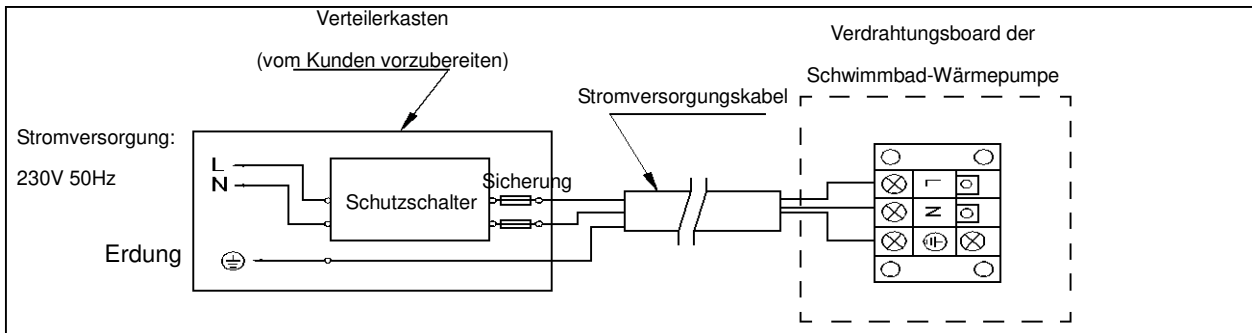 Verteilerkasten
(vom Kunden vorzubereiten)
Verdrahtungsboard der
Schwimmbad-Wärmepumpe
Stromversorgungskabel
Stromversorgung:
230V 50Hz
L
N
Schutzschalter
Sicherung
Erdung
L
N